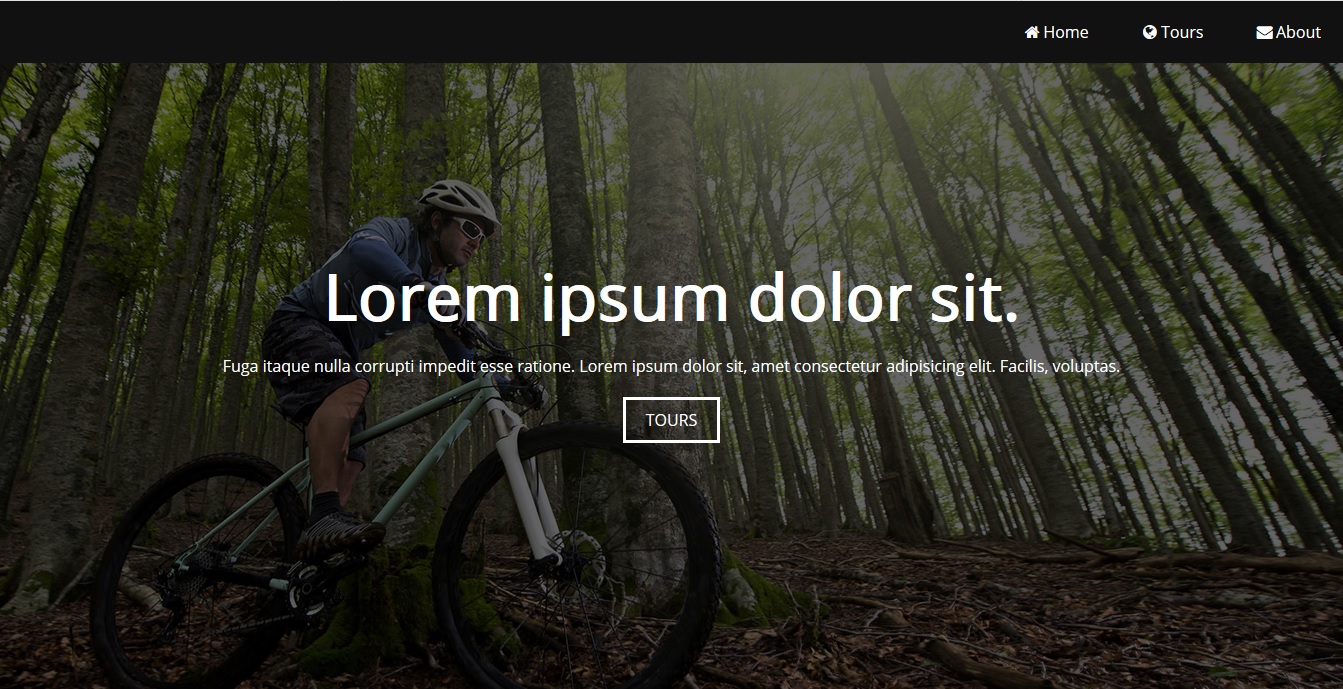 Home Tours About
Lorem ipsum dolor sit.
Fuga itaque nulla corrupti impedit esse ratione. Lorem ipsum dolor sit, amet consectetur adipisicing elit. Facilis, voluptas.
TOURS